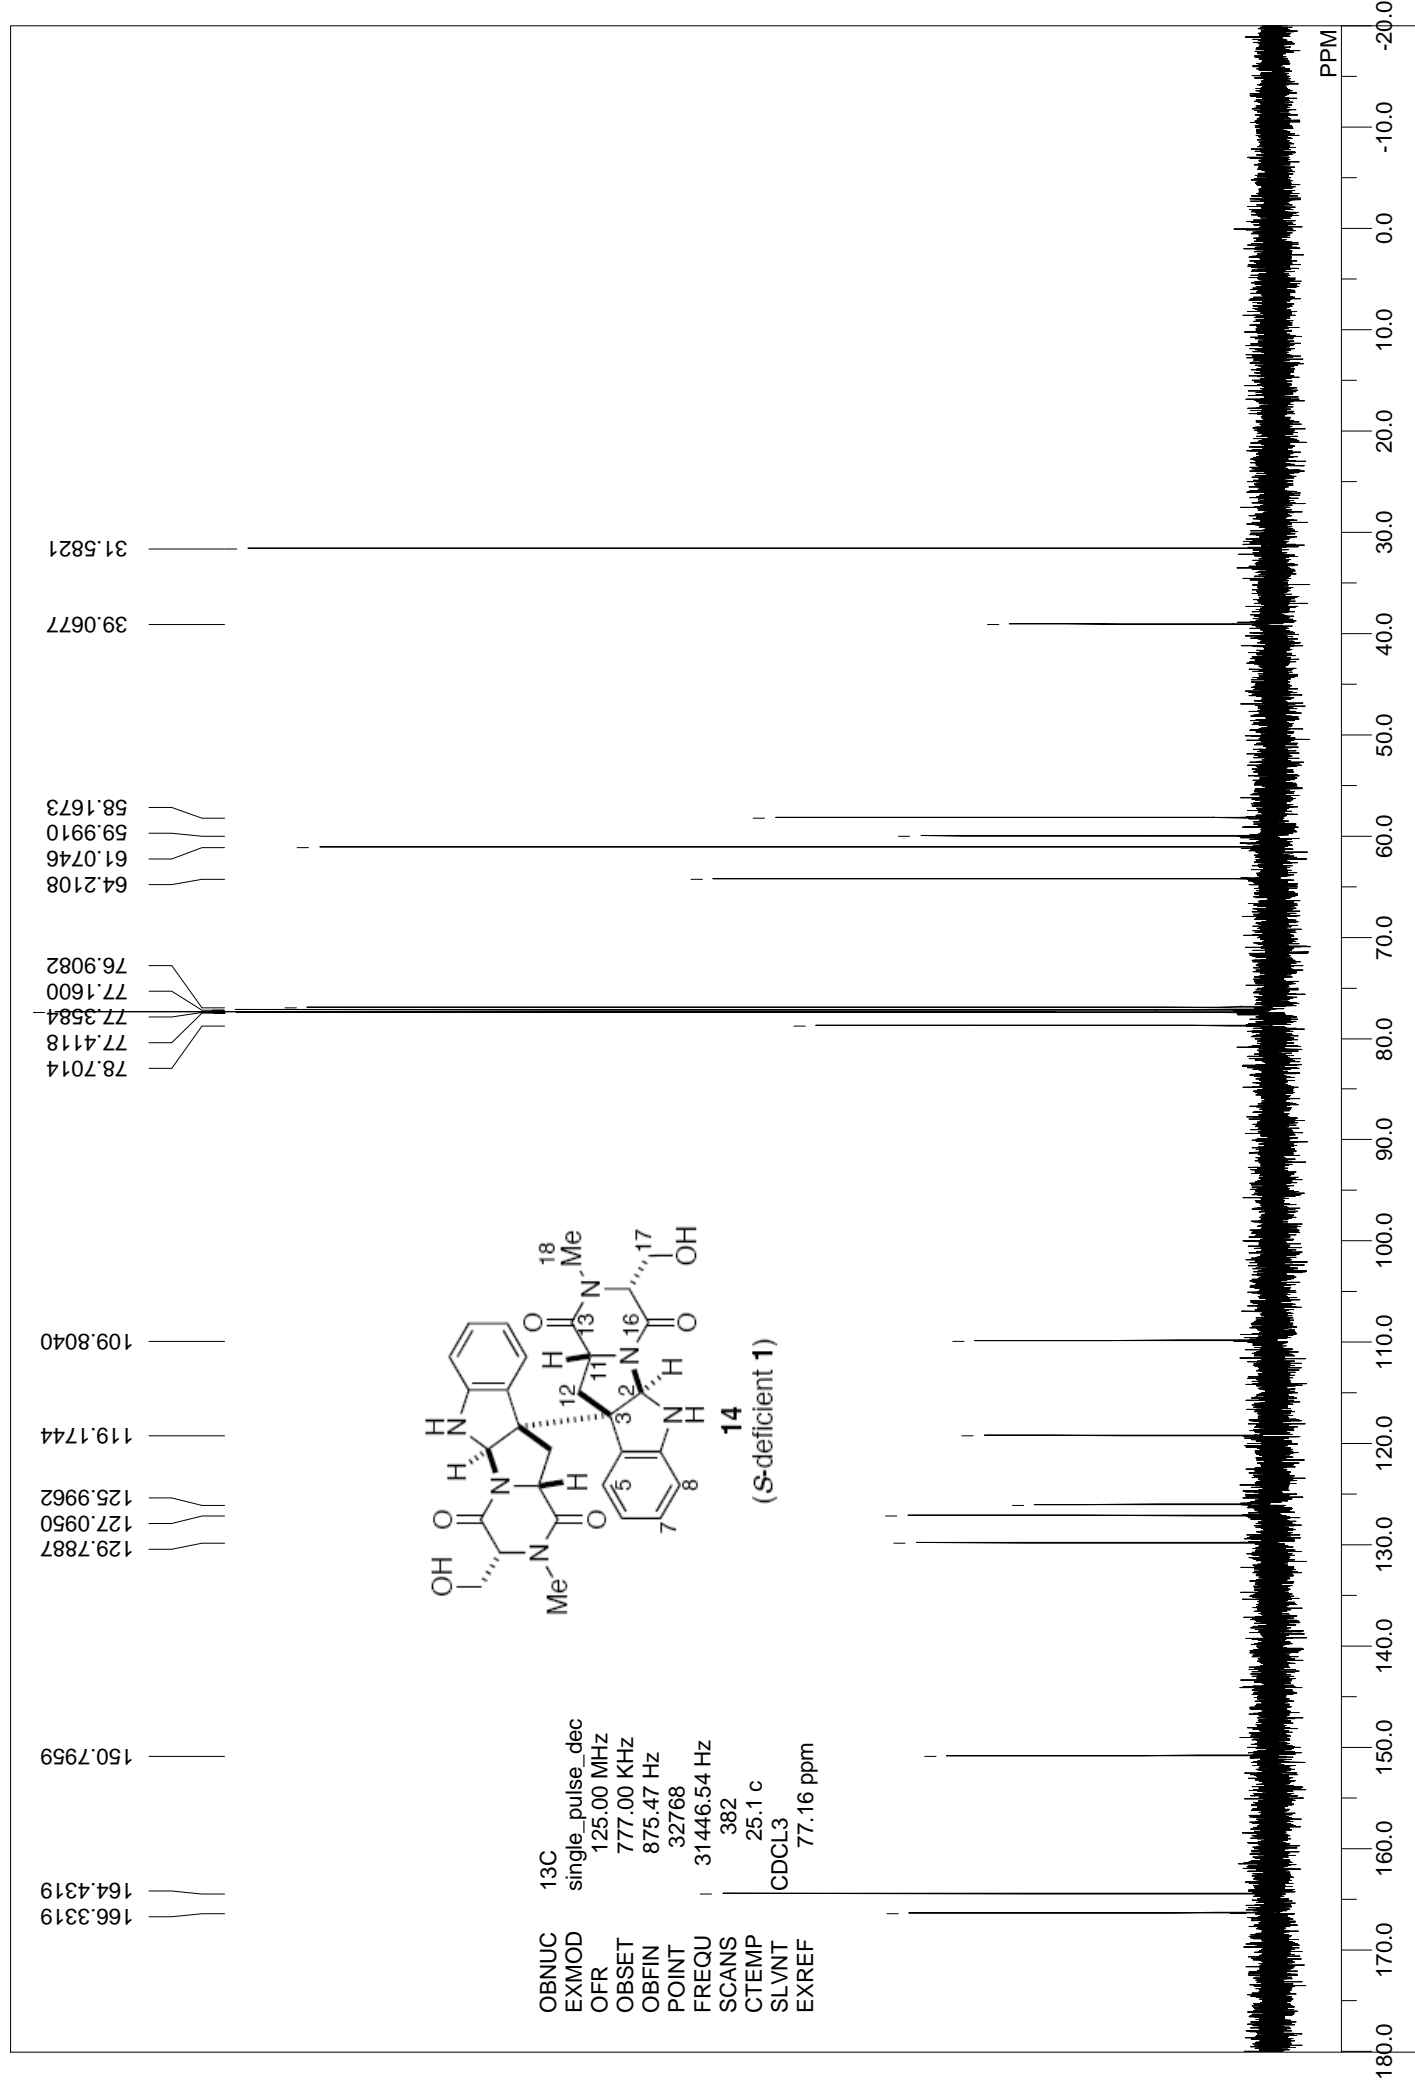 OBNUC 13C
EXMOD single_pulse_dec
OFR 125.00 MHz
OBSET 777.00 KHz
OBFIN 875.47 Hz
POINT 32768
FREQU 31446.54 Hz
SCANS 382
CTEMP 25.1 c
SLVNT CDCL3
EXREF 77.16 ppm
166.3319
164.4319
150.7959
129.7887
127.0950
125.9962
119.1744
109.8040
78.7014
77.4118
77.3584
77.1600
76.9082
64.2108
61.0746
59.9910
58.1673
39.0677
31.5821
OH
Me
N
O
O
N
H
H
H
N
18
Me
N
13
O
17
OH
16
O
H
11
N
12
2
H
3
N
H
5
7
8
14
(S-deficient 1)
PPM
180.0 170.0 160.0 150.0 140.0 130.0 120.0 110.0 100.0 90.0 80.0 70.0 60.0 50.0 40.0 30.0 20.0 10.0 0.0 -10.0 -20.0